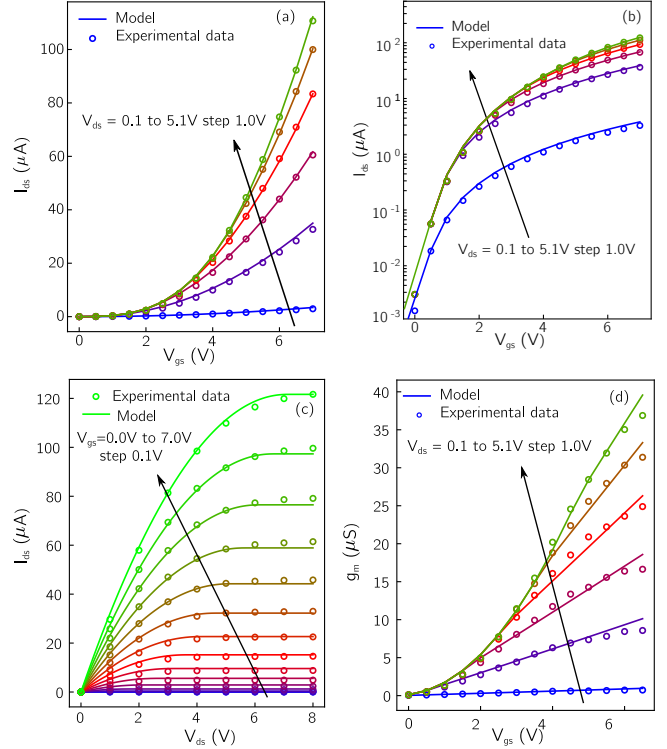 (a)
Model
Experimental data
V_ds = 0.1 to 5.1V step 1.0V
I_ds (μA)
100
80
60
40
20
0
0 2 4 6
V_gs (V)
(b)
Model
Experimental data
V_ds = 0.1 to 5.1V step 1.0V
I_ds (μA)
10^2
10^1
10^0
10^-1
10^-2
10^-3
0 2 4 6
V_gs (V)
(c)
Experimental data
Model
V_gs=0.0V to 7.0V
step 0.1V
I_ds (μA)
120
100
80
60
40
20
0
0 2 4 6 8
V_ds (V)
(d)
Model
Experimental data
V_ds = 0.1 to 5.1V step 1.0V
g_m (μS)
40
35
30
25
20
15
10
5
0
0 2 4 6
V_gs (V)